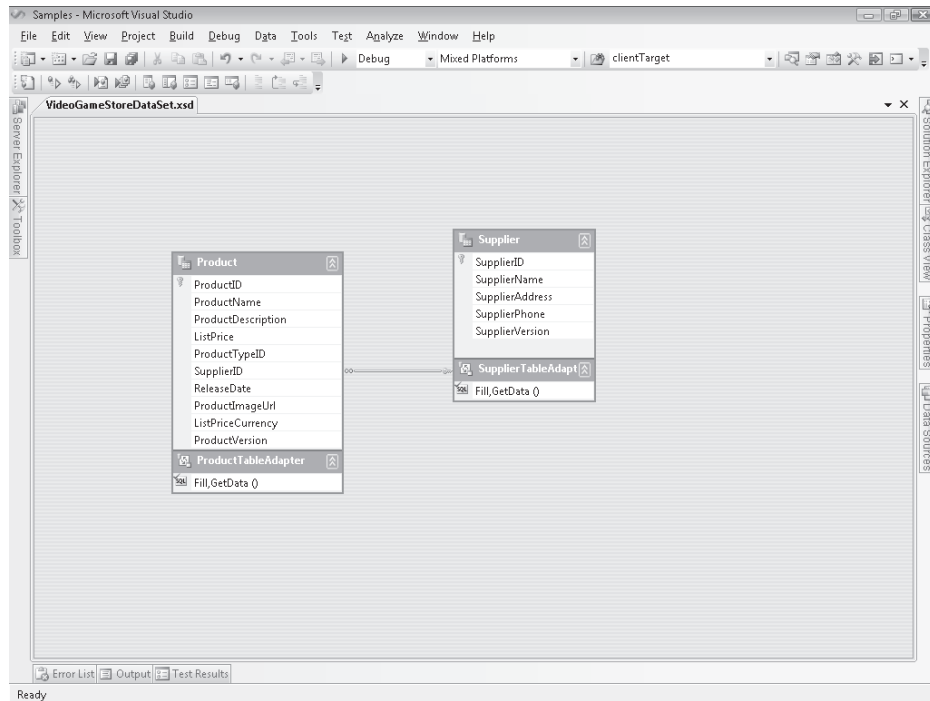 Samples - Microsoft Visual Studio
File Edit View Project Build Debug Data Tools Test Analyze Window Help
Debug Mixed Platforms clientTarget
VideoGameStoreDataSet.xsd
Server Explorer
Toolbox
Product
ProductID
ProductName
ProductDescription
ListPrice
ProductTypeID
SupplierID
ReleaseDate
ProductImageUrl
ListPriceCurrency
ProductVersion
ProductTableAdapter
SQL Fill,GetData ()
Supplier
SupplierID
SupplierName
SupplierAddress
SupplierPhone
SupplierVersion
SupplierTableAdapt
SQL Fill,GetData ()
Solution Explorer
Class View
Properties
Data Sources
Error List Output Test Results
Ready